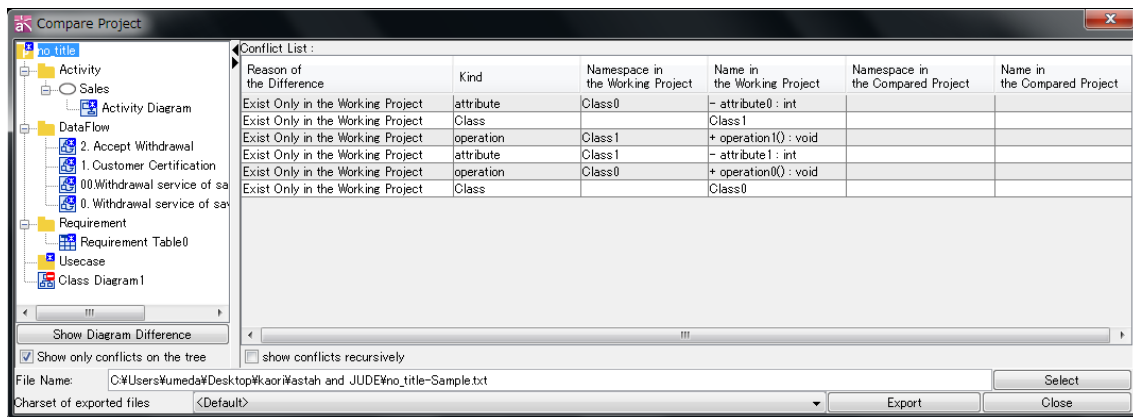 Compare Project
no_title
Activity
Sales
Activity Diagram
DataFlow
2. Accept Withdrawal
1. Customer Certification
00.Withdrawal service of sa
0. Withdrawal service of sav
Requirement
Requirement Table0
Usecase
Class Diagram1
Show Diagram Difference
Show only conflicts on the tree
Conflict List :
Reason of the Difference Kind Namespace in the Working Project Name in the Working Project Namespace in the Compared Project Name in the Compared Project
Exist Only in the Working Project attribute Class0 - attribute0 : int
Exist Only in the Working Project Class Class1
Exist Only in the Working Project operation Class1 + operation1() : void
Exist Only in the Working Project attribute Class1 - attribute1 : int
Exist Only in the Working Project operation Class0 + operation0() : void
Exist Only in the Working Project Class Class0
show conflicts recursively
File Name: C:¥Users¥umeda¥Desktop¥kaori¥astah and JUDE¥no_title-Sample.txt Select
Charset of exported files <Default> Export Close